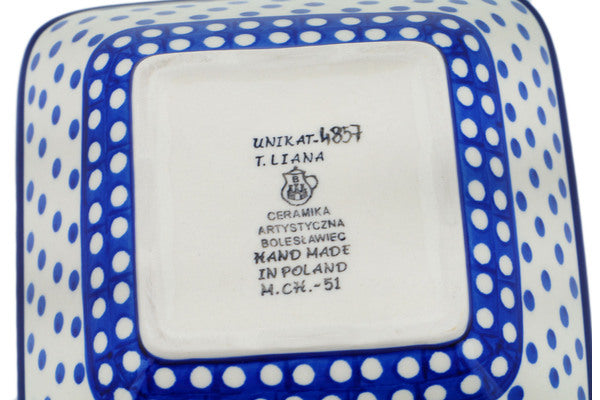 UNIKAT-4857
T. LIANA
B
CERAMIKA
ARTYSTYCZNA
BOLESŁAWIEC
HAND MADE
IN POLAND
M.CH.-51